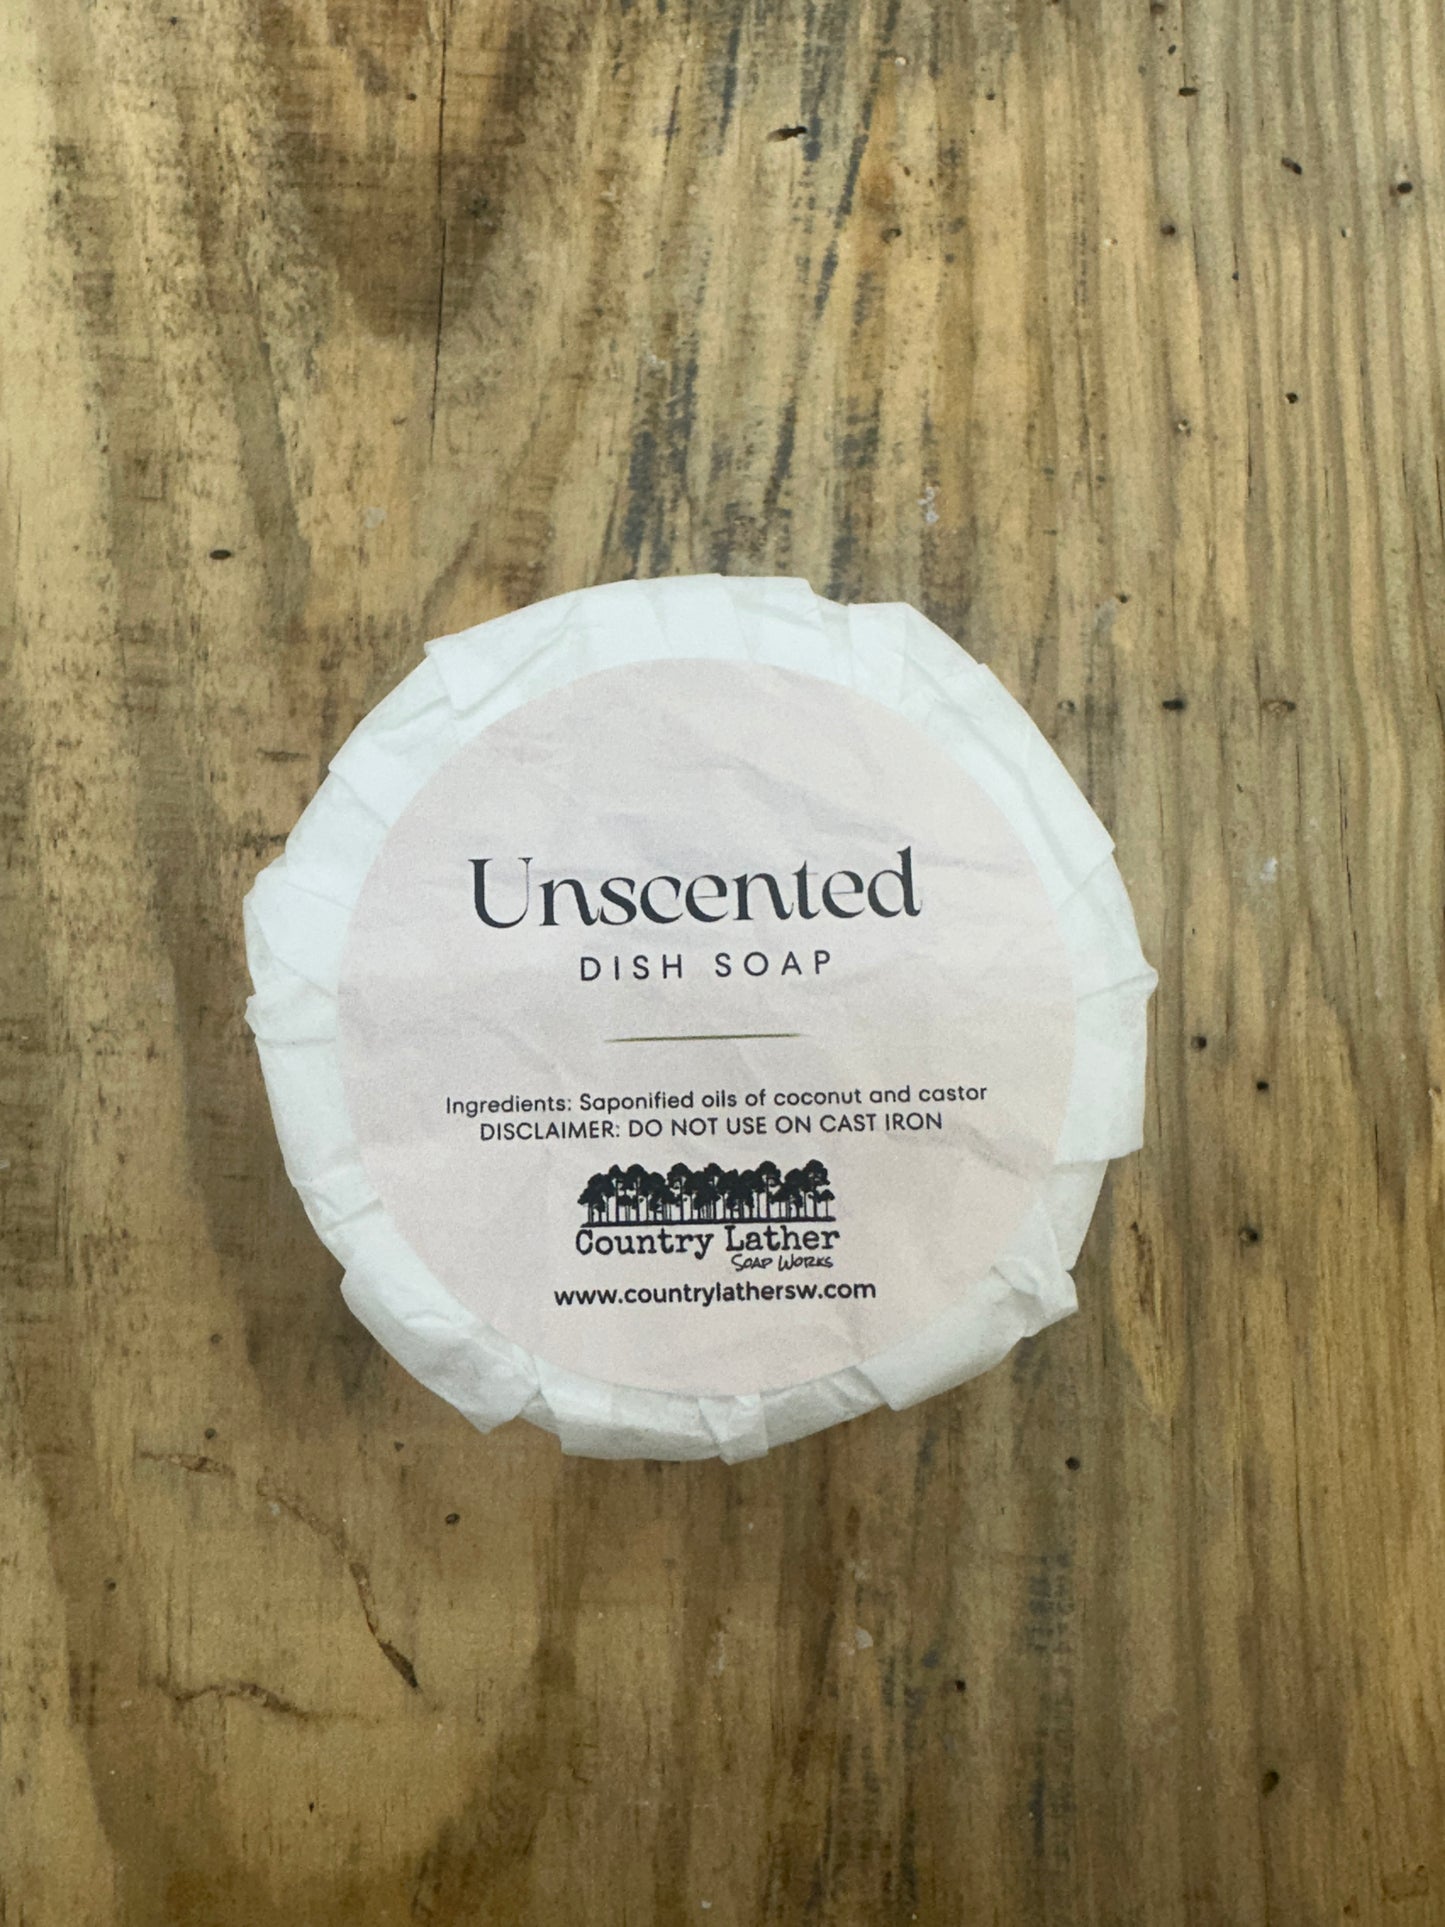 Unscented
DISH SOAP
Ingredients: Saponified oils of coconut and castor
DISCLAIMER: DO NOT USE ON CAST IRON
Country Lather
SOAP WORKS
www.countrylathersw.com